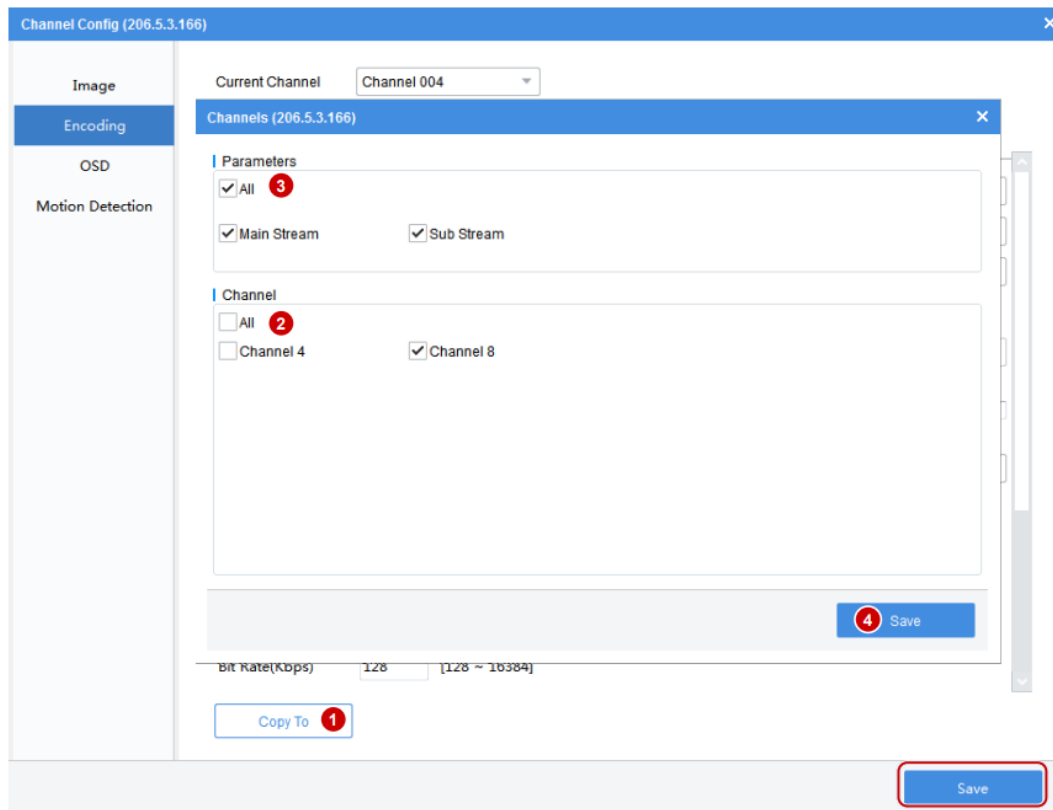 Channel Config (206.5.3.166)
Image
Encoding
OSD
Motion Detection
Current Channel Channel 004
Channels (206.5.3.166)
Parameters
All 3
Main Stream Sub Stream
Channel
All 2
Channel 4 Channel 8
4 Save
Bit Rate(Kbps) 128 [128 ~ 16384]
Copy To 1
Save